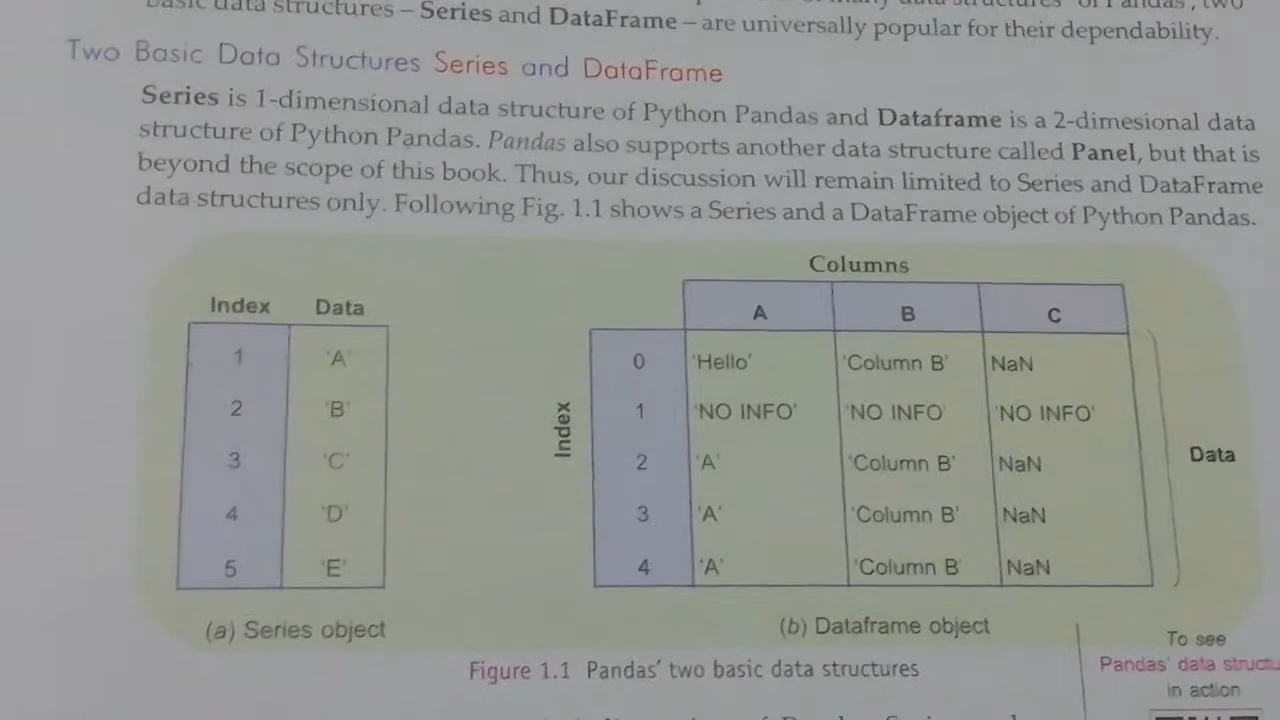 Basic data structures – Series and DataFrame – are universally popular for their dependability.
Two Basic Data Structures Series and DataFrame
Series is 1-dimensional data structure of Python Pandas and Dataframe is a 2-dimesional data
structure of Python Pandas. Pandas also supports another data structure called Panel, but that is
beyond the scope of this book. Thus, our discussion will remain limited to Series and DataFrame
data structures only. Following Fig. 1.1 shows a Series and a DataFrame object of Python Pandas.
Index Data
1 'A'
2 'B'
3 'C'
4 'D'
5 'E'
(a) Series object
Columns
A B C
Index
0 'Hello' 'Column B' NaN
1 'NO INFO' 'NO INFO' 'NO INFO'
2 'A' 'Column B' NaN
3 'A' 'Column B' NaN
4 'A' 'Column B' NaN
Data
(b) Dataframe object
Figure 1.1 Pandas' two basic data structures
To see
Pandas' data structu
in action